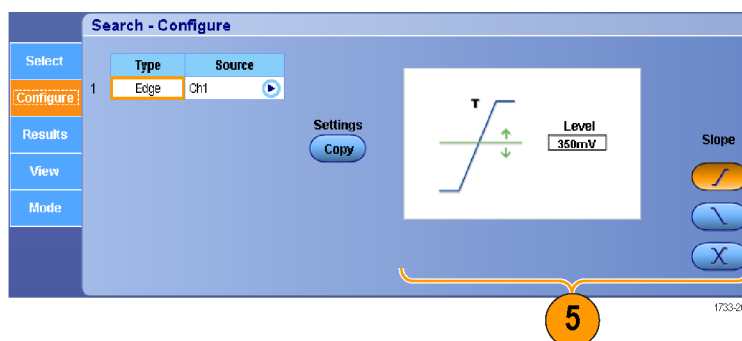 Search - Configure
Select
Configure
Results
View
Mode
Type Source
1 Edge Ch1
Settings
Copy
T
Level
350mV
Slope
X
5